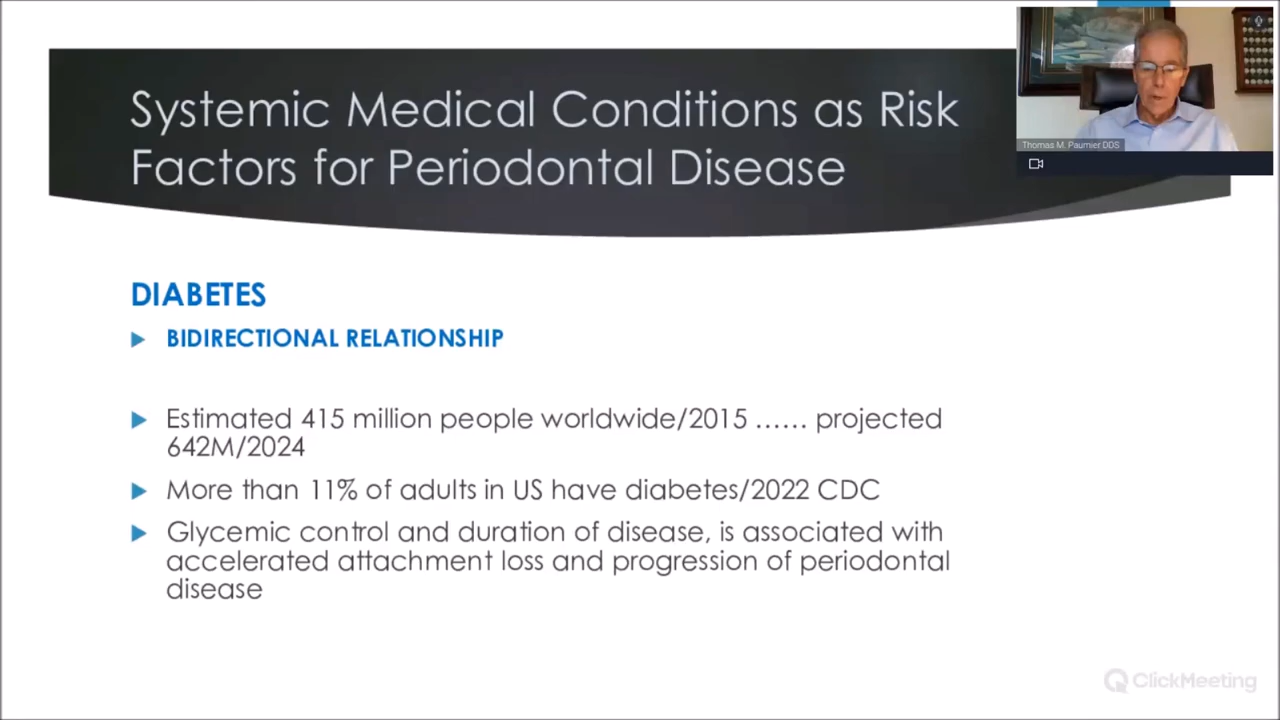 Systemic Medical Conditions as Risk
Factors for Periodontal Disease
Thomas M. Paumier DDS
DIABETES
BIDIRECTIONAL RELATIONSHIP
Estimated 415 million people worldwide/2015 ...... projected
642M/2024
More than 11% of adults in US have diabetes/2022 CDC
Glycemic control and duration of disease, is associated with
accelerated attachment loss and progression of periodontal
disease
ClickMeeting